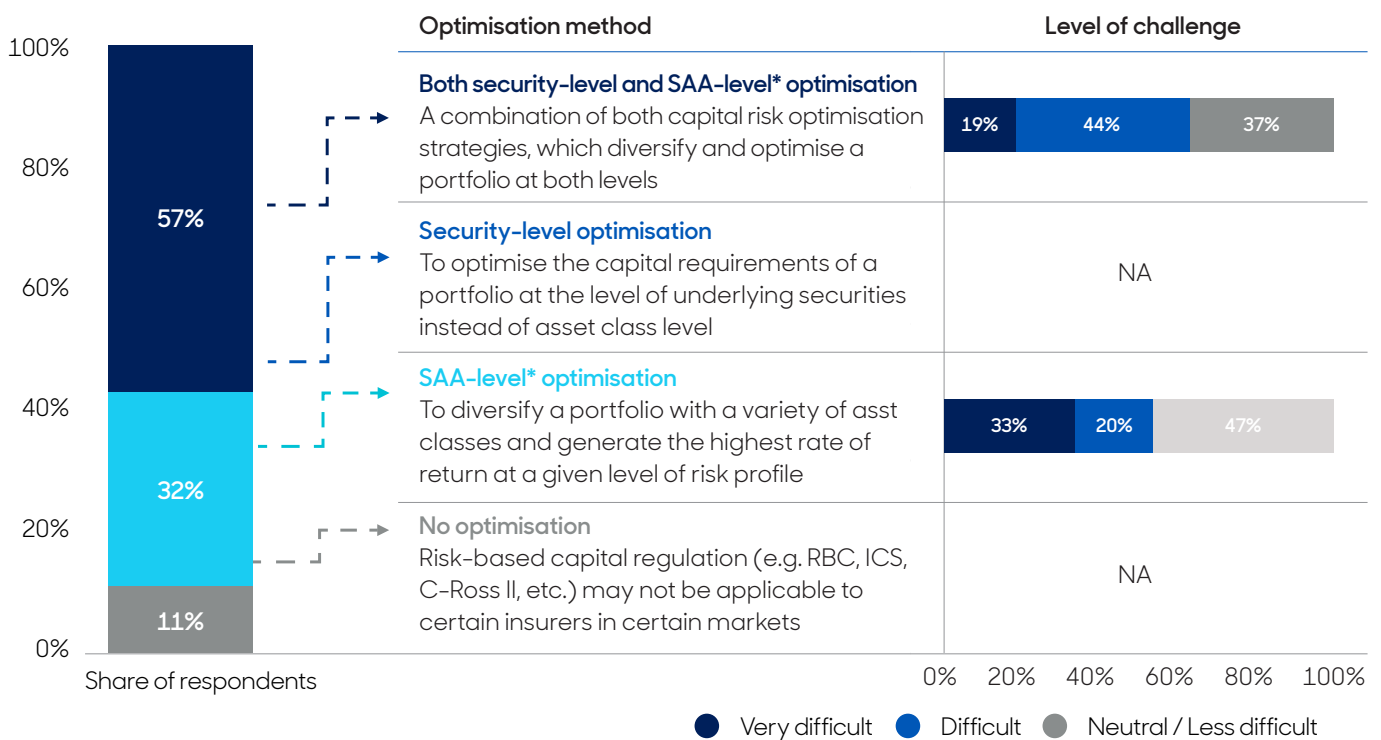 Optimisation method
Level of challenge
100%
80%
60%
40%
20%
0%
57%
32%
11%
Share of respondents
Both security-level and SAA-level* optimisation
A combination of both capital risk optimisation
strategies, which diversify and optimise a
portfolio at both levels
19%
44%
37%
Security-level optimisation
To optimise the capital requirements of a
portfolio at the level of underlying securities
instead of asset class level
NA
SAA-level* optimisation
To diversify a portfolio with a variety of asst
classes and generate the highest rate of
return at a given level of risk profile
33%
20%
47%
No optimisation
Risk-based capital regulation (e.g. RBC, ICS,
C-Ross II, etc.) may not be applicable to
certain insurers in certain markets
NA
0% 20% 40% 60% 80% 100%
Very difficult Difficult Neutral / Less difficult